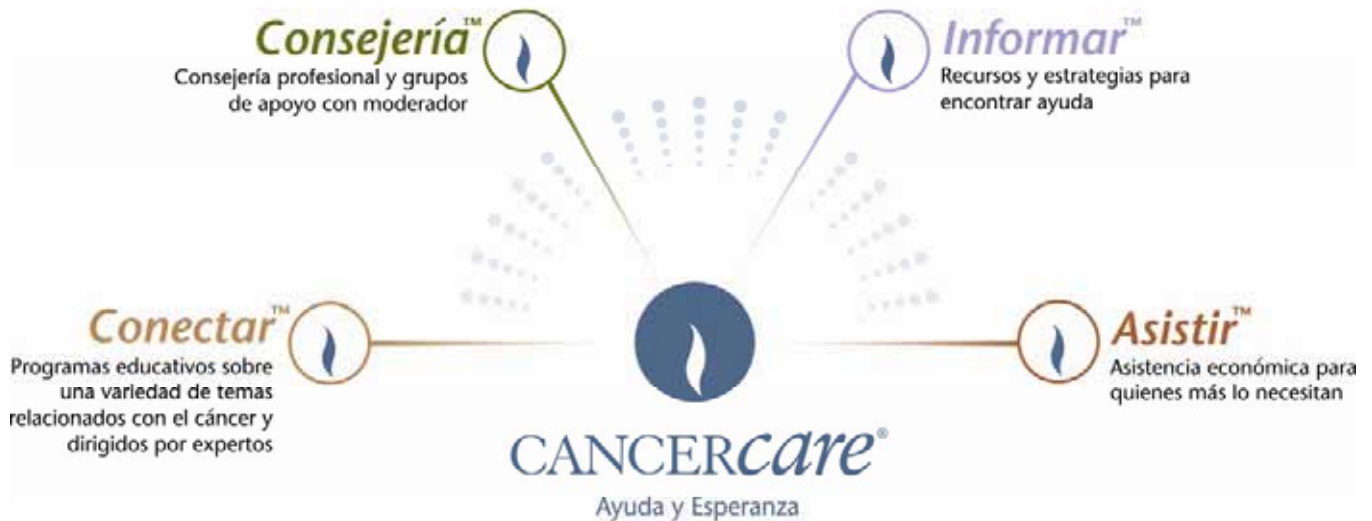 Consejería™
Consejería profesional y grupos
de apoyo con moderador
Informar™
Recursos y estrategias para
encontrar ayuda
Conectar™
Programas educativos sobre
una variedad de temas
relacionados con el cáncer y
dirigidos por expertos
Asistir™
Asistencia económica para
quienes más lo necesitan
CANCERcare®
Ayuda y Esperanza